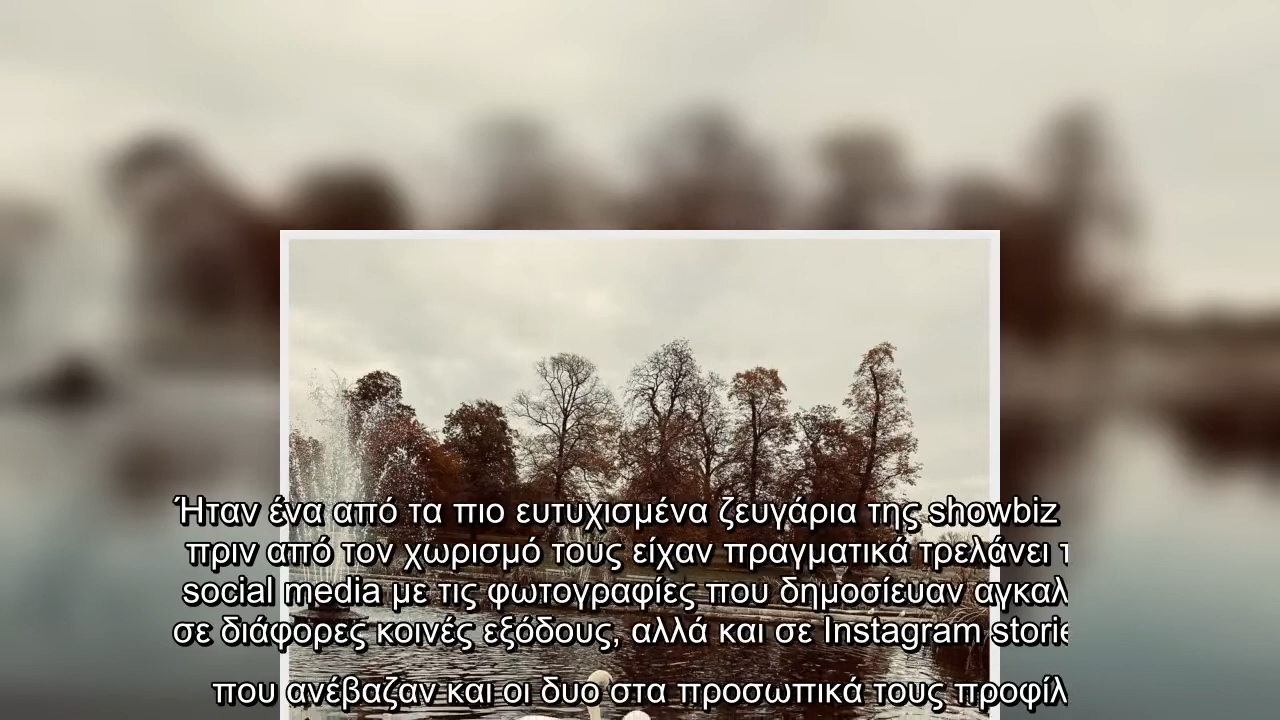 Ήταν ένα από τα πιο ευτυχισμένα ζευγάρια της showbiz
πριν από τον χωρισμό τους είχαν πραγματικά τρελάνει
social media με τις φωτογραφίες που δημοσίευαν
σε διάφορες κοινές εξόδους, αλλά και σε Instagram
που ανέβαζαν και οι δυο στα προσωπικά τους